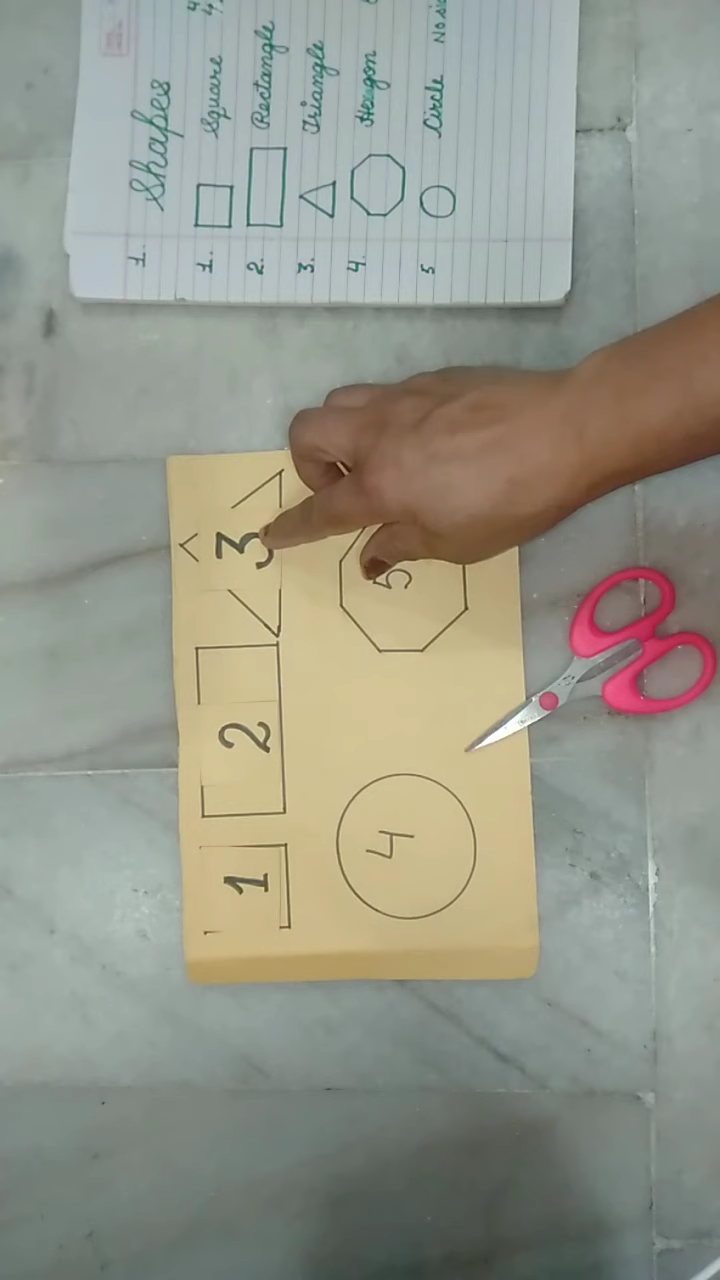 1. Shapes
1. Square
2. Rectangle
3. Triangle
4. Hexagon
5 Circle No
1 2 3
4 5